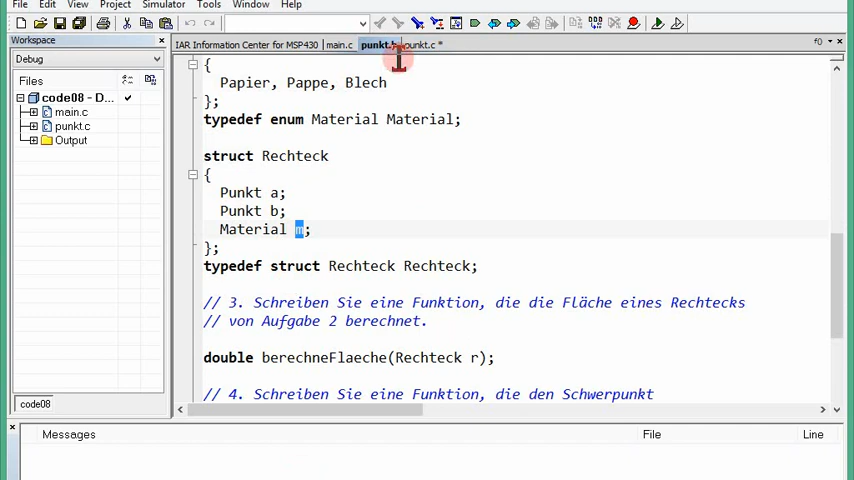 File Edit View Project Simulator Tools Window Help
Workspace
IAR Information Center for MSP430 main.c punkt.h punkt.c *
f0
Debug
{
Papier, Pappe, Blech
};
typedef enum Material Material;
struct Rechteck
{
Punkt a;
Punkt b;
Material m;
};
typedef struct Rechteck Rechteck;
// 3. Schreiben Sie eine Funktion, die die Fläche eines Rechtecks
// von Aufgabe 2 berechnet.
double berechneFlaeche(Rechteck r);
// 4. Schreiben Sie eine Funktion, die den Schwerpunkt
code08 - D...
main.c
punkt.c
Output
code08
Messages File Line